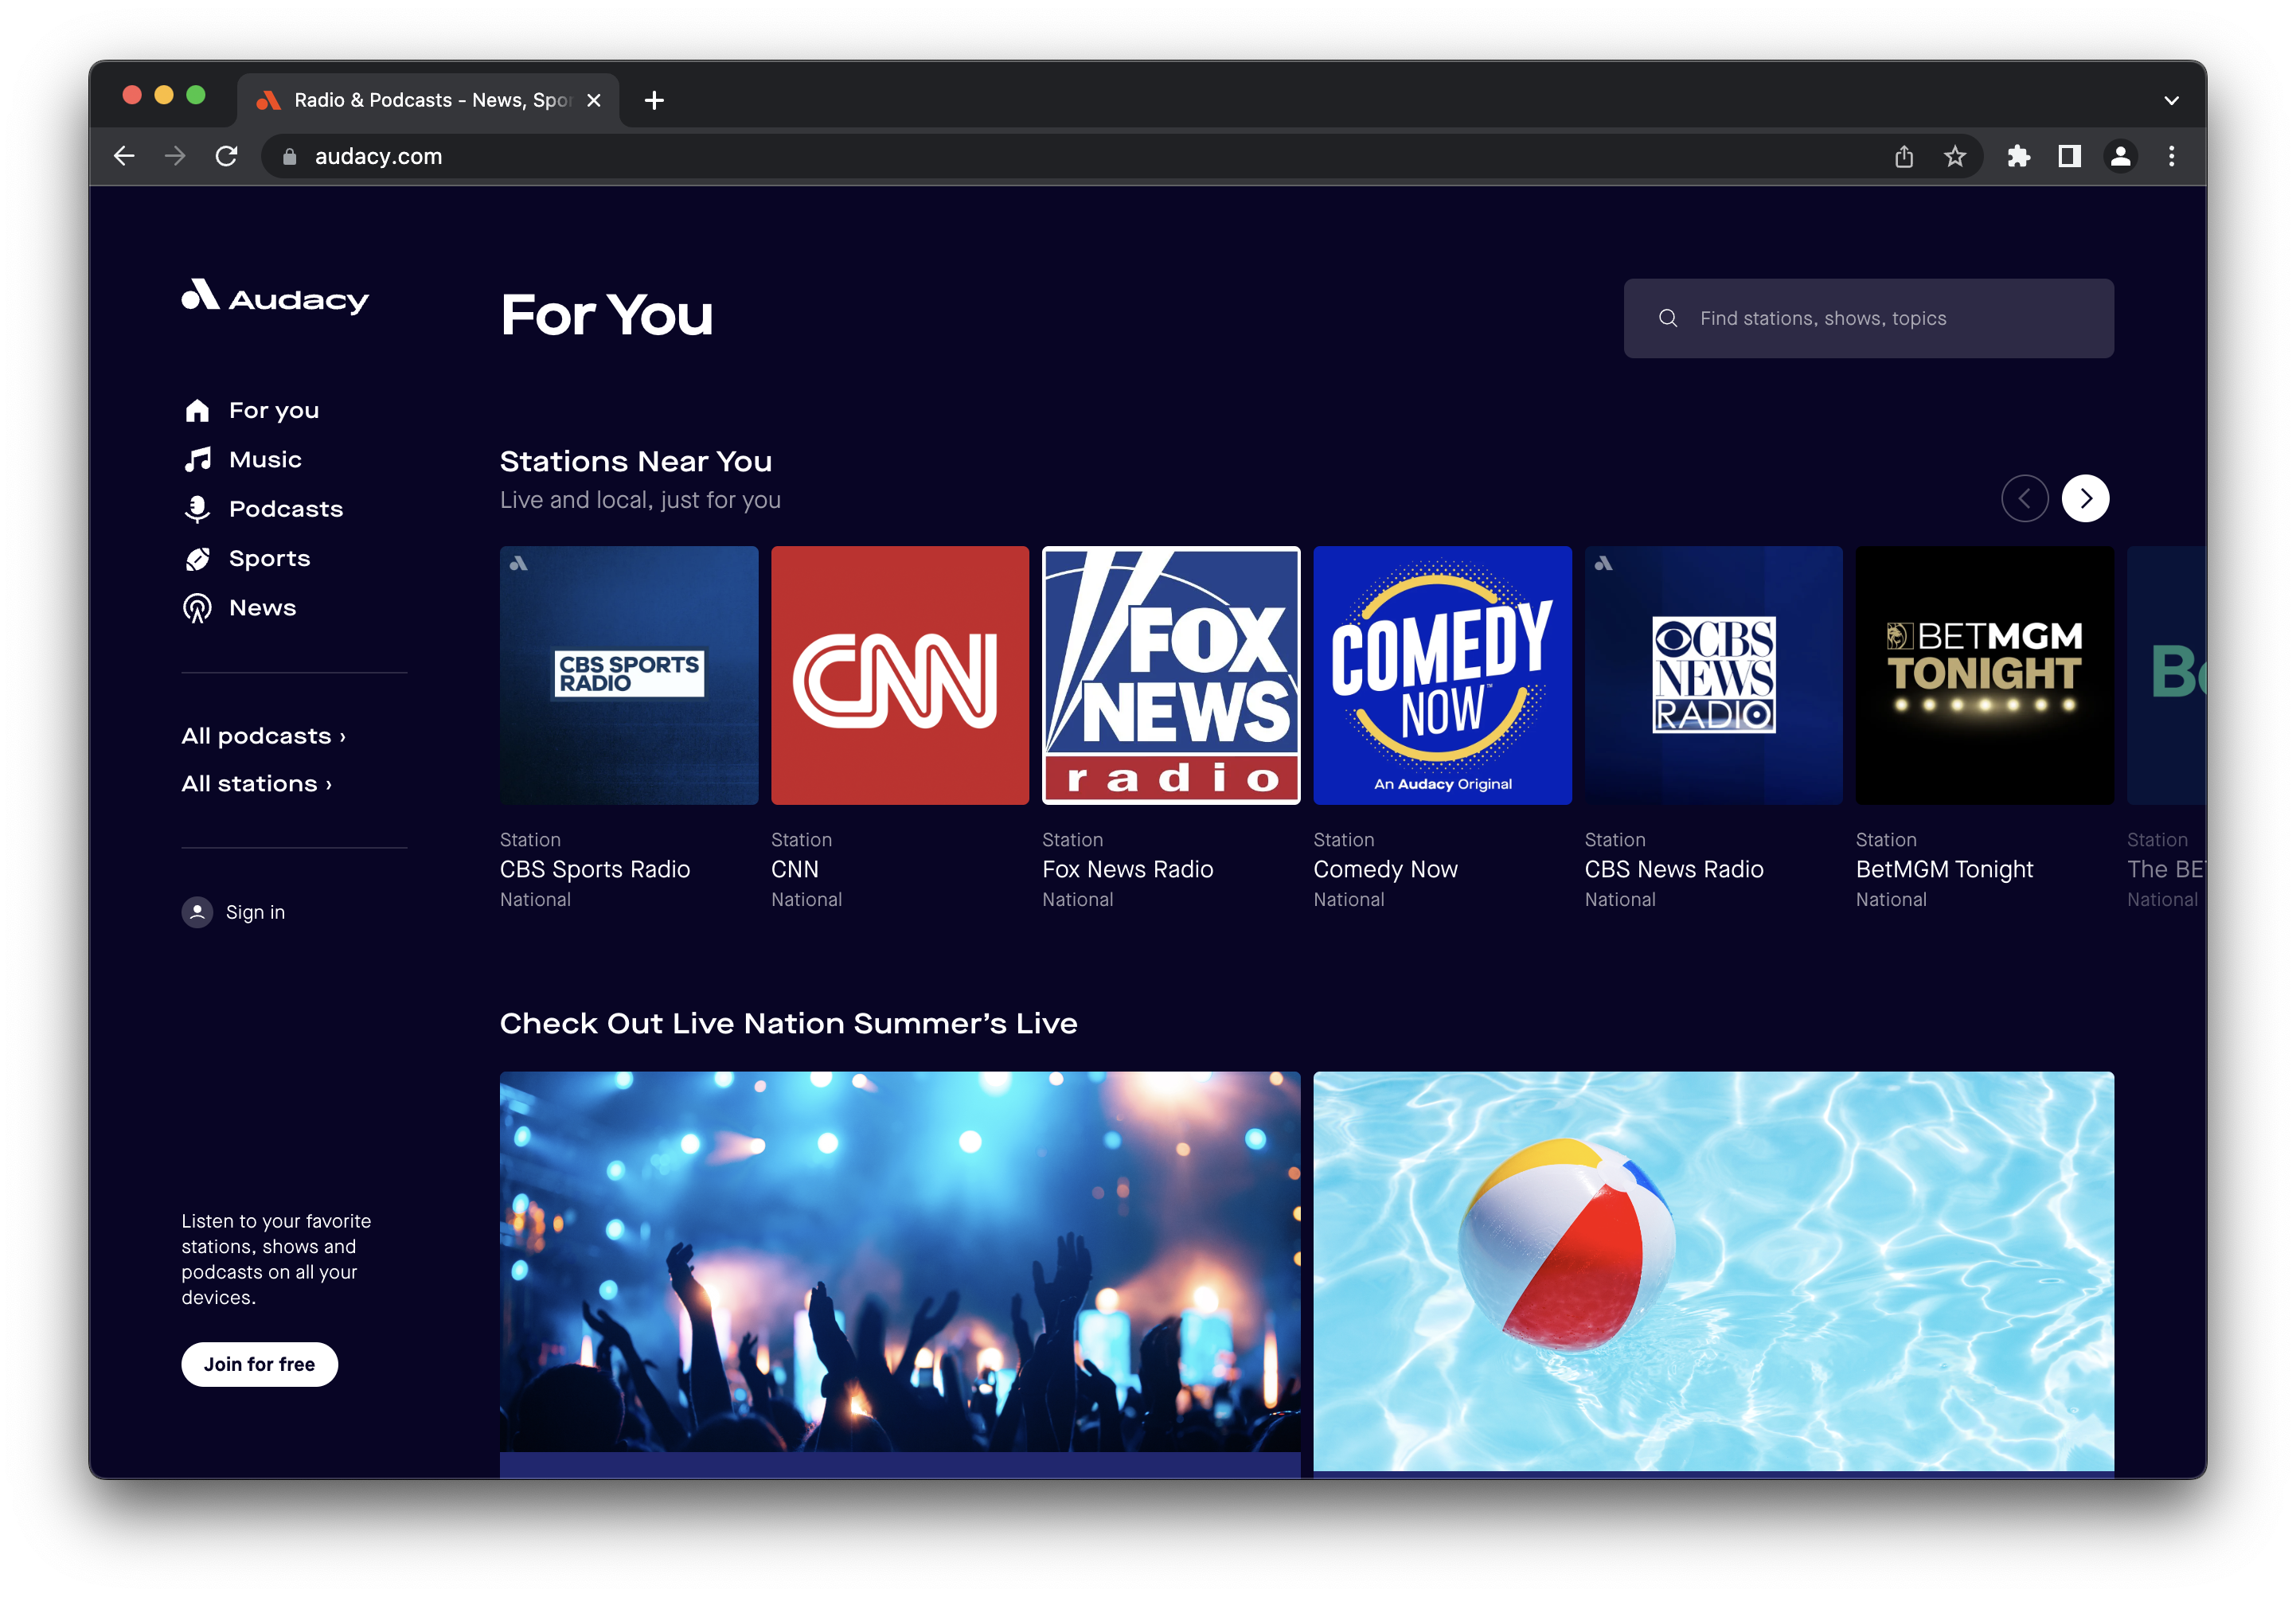 Radio & Podcasts - News, Spor
audacy.com
Audacy
For You
Find stations, shows, topics
For you
Music
Podcasts
Sports
News
All podcasts ›
All stations ›
Sign in
Listen to your favorite
stations, shows and
podcasts on all your
devices.
Join for free
Stations Near You
Live and local, just for you
CBS SPORTS
RADIO
CNN
FOX
NEWS
radio
COMEDY
NOW™
An Audacy Original
CBS
NEWS
RADIO
BETMGM
TONIGHT
Station
CBS Sports Radio
National
Station
CNN
National
Station
Fox News Radio
National
Station
Comedy Now
National
Station
CBS News Radio
National
Station
BetMGM Tonight
National
Station
The BE
National
Check Out Live Nation Summer’s Live